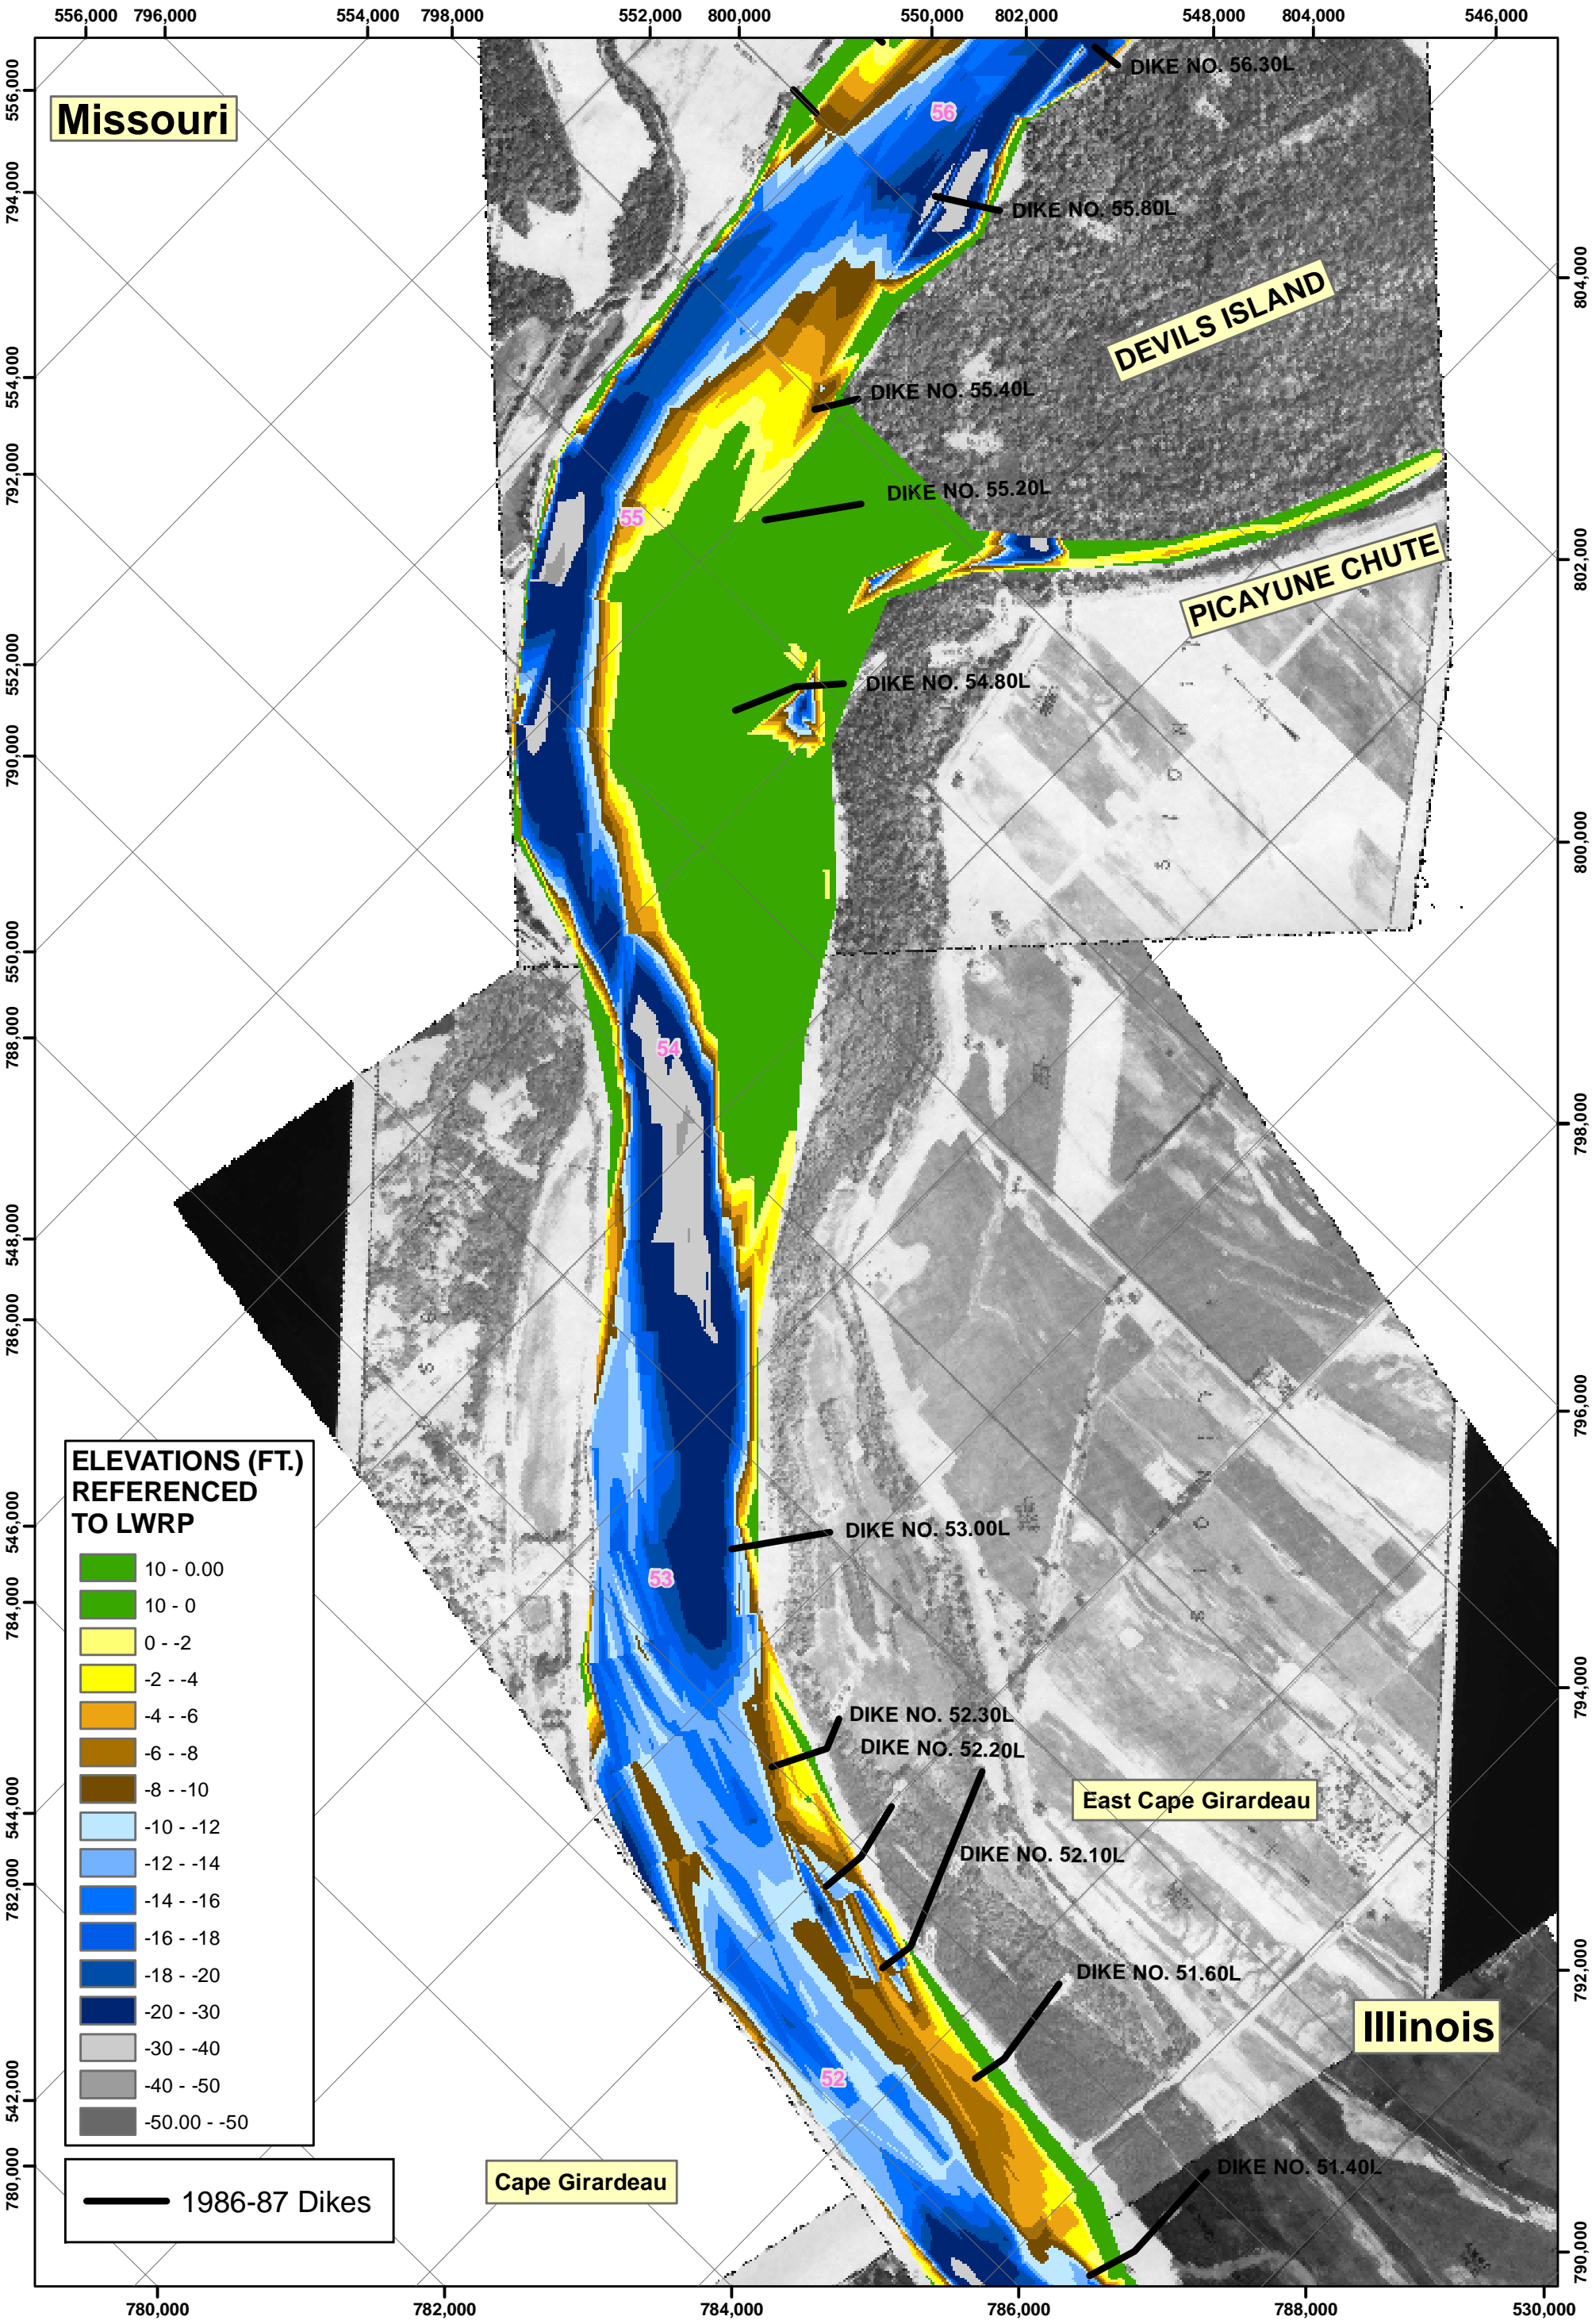 556,000 796,000 554,000 798,000 552,000 800,000 550,000 802,000 548,000 804,000 546,000
556,000
794,000
554,000
792,000
552,000
790,000
550,000
788,000
548,000
786,000
546,000
784,000
544,000
782,000
542,000
780,000
Missouri
56
DIKE NO. 56.30L
DIKE NO. 55.80L
DEVILS ISLAND
DIKE NO. 55.40L
DIKE NO. 55.20L
55
PICAYUNE CHUTE
DIKE NO. 54.80L
54
DIKE NO. 53.00L
53
DIKE NO. 52.30L
DIKE NO. 52.20L
East Cape Girardeau
DIKE NO. 52.10L
DIKE NO. 51.60L
Illinois
52
DIKE NO. 51.40L
Cape Girardeau
ELEVATIONS (FT.)
REFERENCED
TO LWRP
10 - 0.00
10 - 0
0 - -2
-2 - -4
-4 - -6
-6 - -8
-8 - -10
-10 - -12
-12 - -14
-14 - -16
-16 - -18
-18 - -20
-20 - -30
-30 - -40
-40 - -50
-50.00 - -50
1986-87 Dikes
804,000
802,000
800,000
798,000
796,000
794,000
792,000
790,000
780,000 782,000 784,000 786,000 788,000 530,000